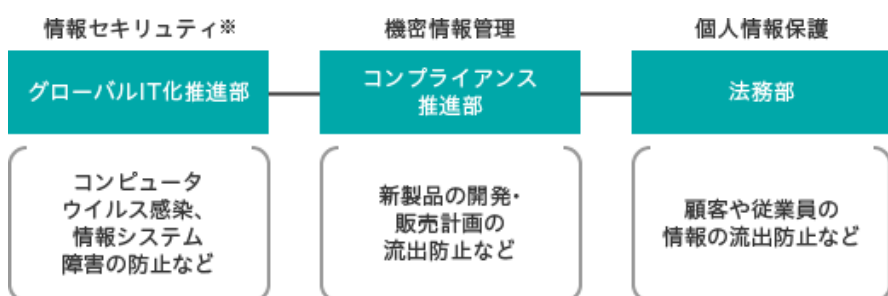 情報セキュリティ※
機密情報管理
個人情報保護
グローバルIT化推進部
コンプライアンス
推進部
法務部
コンピュータ
ウイルス感染、
情報システム
障害の防止など
新製品の開発・
販売計画の
流出防止など
顧客や従業員の
情報の流出防止など